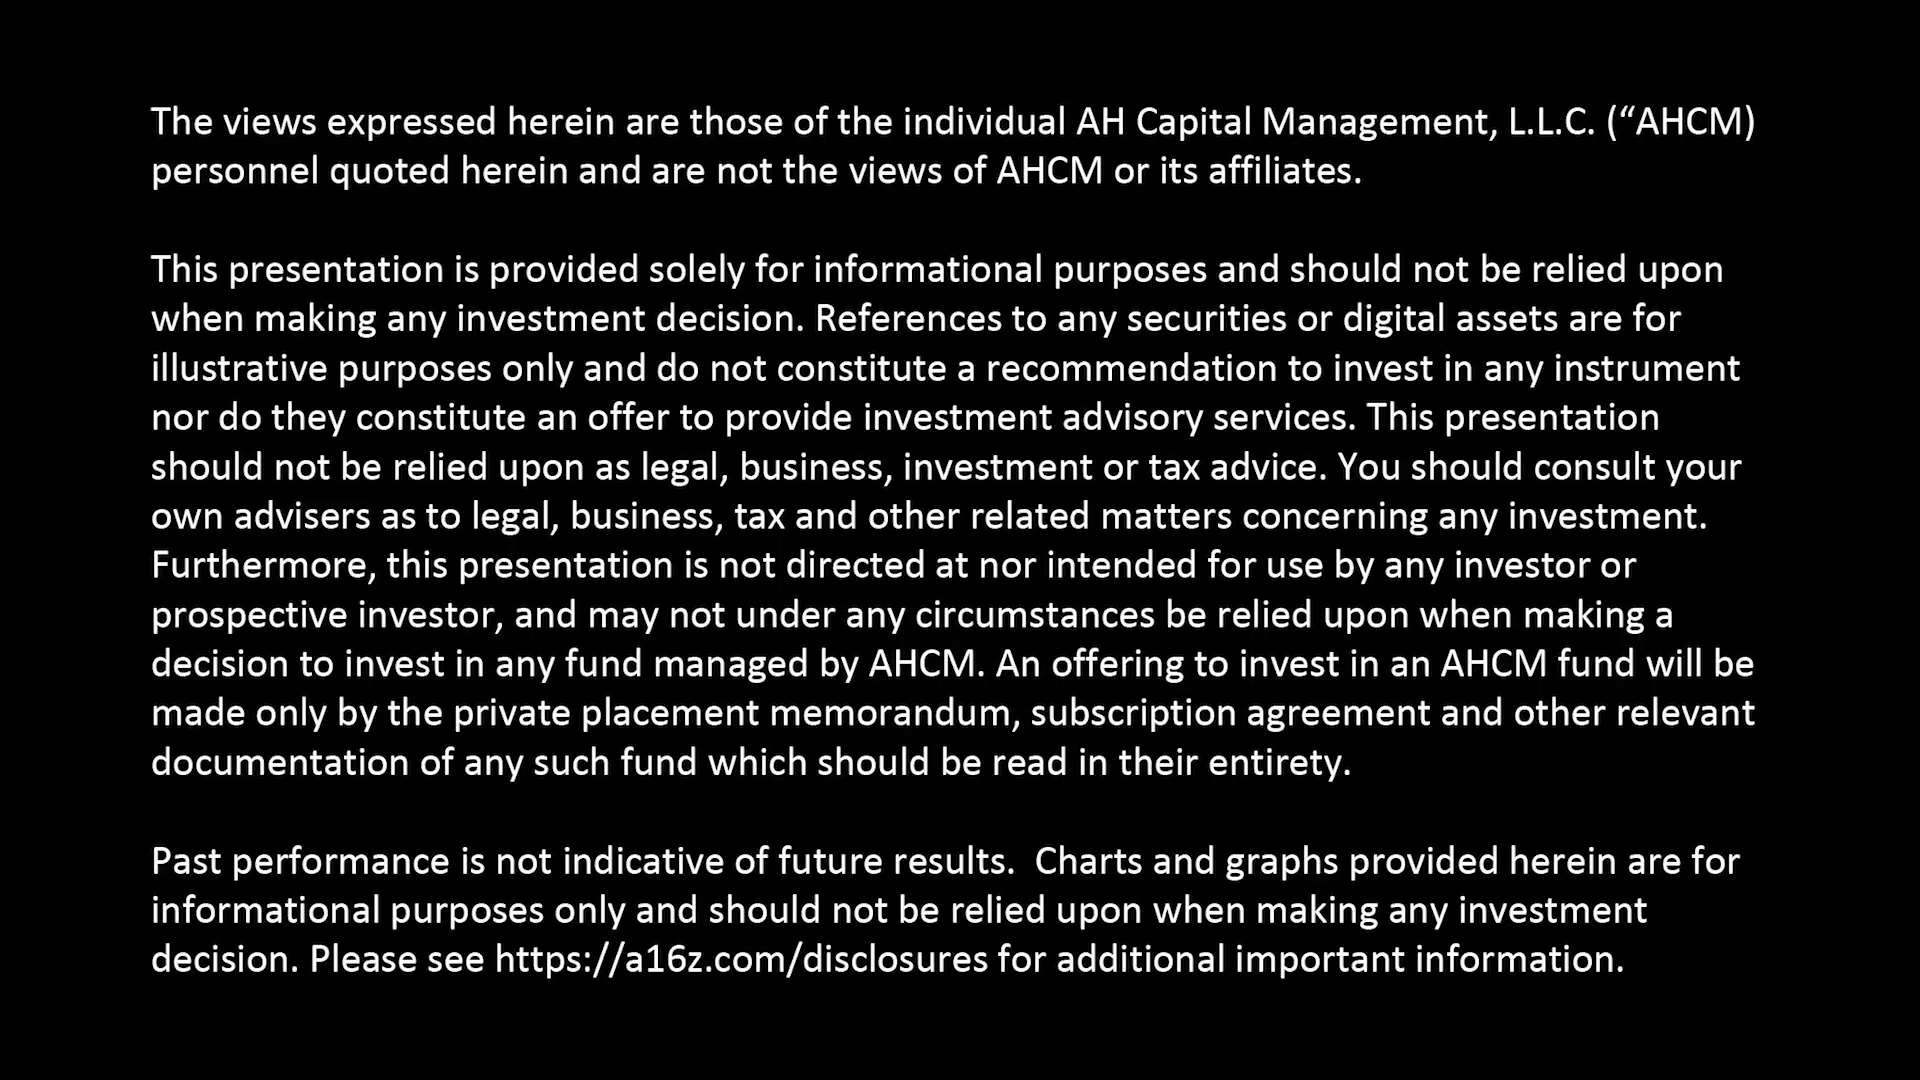 The views expressed herein are those of the individual AH Capital Management, L.L.C. (“AHCM)
personnel quoted herein and are not the views of AHCM or its affiliates.
This presentation is provided solely for informational purposes and should not be relied upon
when making any investment decision. References to any securities or digital assets are for
illustrative purposes only and do not constitute a recommendation to invest in any instrument
nor do they constitute an offer to provide investment advisory services. This presentation
should not be relied upon as legal, business, investment or tax advice. You should consult your
own advisers as to legal, business, tax and other related matters concerning any investment.
Furthermore, this presentation is not directed at nor intended for use by any investor or
prospective investor, and may not under any circumstances be relied upon when making a
decision to invest in any fund managed by AHCM. An offering to invest in an AHCM fund will be
made only by the private placement memorandum, subscription agreement and other relevant
documentation of any such fund which should be read in their entirety.
Past performance is not indicative of future results.  Charts and graphs provided herein are for
informational purposes only and should not be relied upon when making any investment
decision. Please see https://a16z.com/disclosures for additional important information.